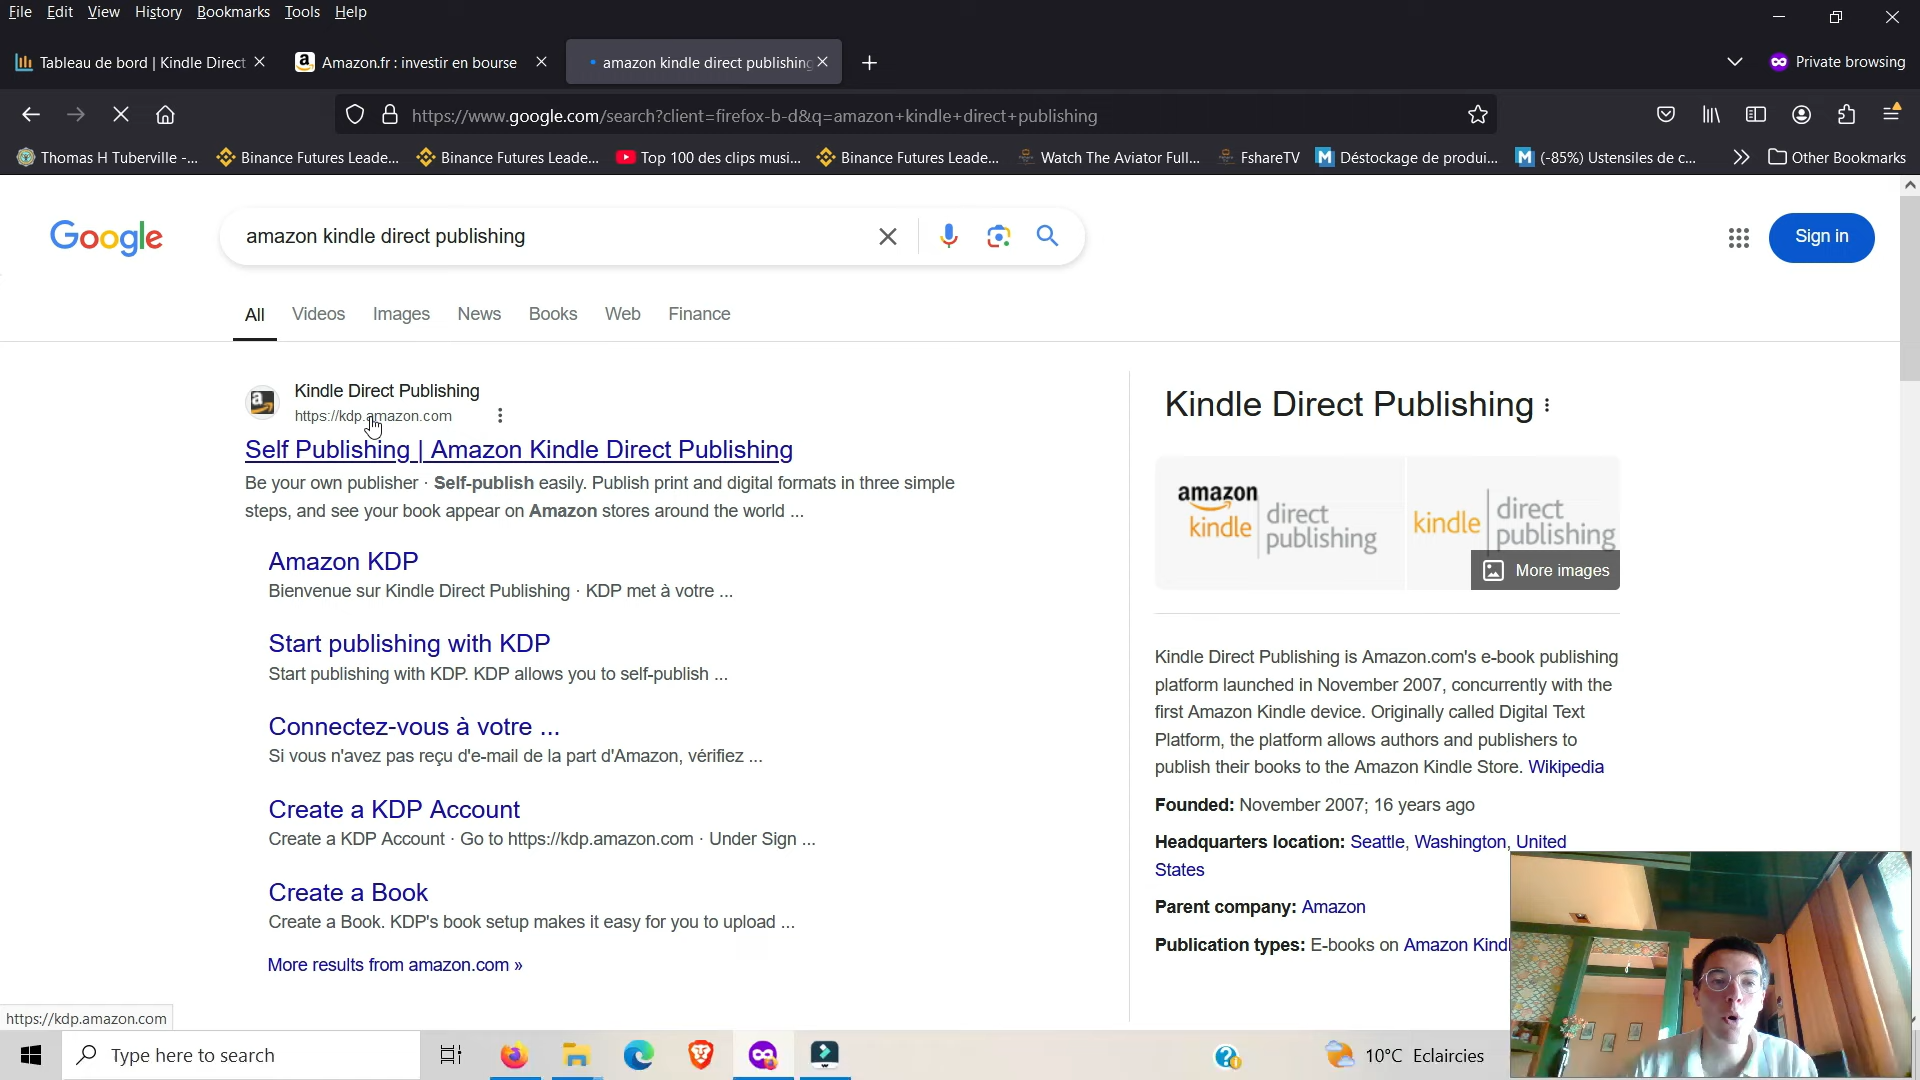 File Edit View History Bookmarks Tools Help
Tableau de bord | Kindle Direct
Amazon.fr : investir en bourse
amazon kindle direct publishing
Private browsing
https://www.google.com/search?client=firefox-b-d&q=amazon+kindle+direct+publishing
Thomas H Tuberville -... Binance Futures Leade... Binance Futures Leade... Top 100 des clips musi... Binance Futures Leade... Watch The Aviator Full... FshareTV Déstockage de produi... (-85%) Ustensiles de c... Other Bookmarks
Google
amazon kindle direct publishing
Sign in
All Videos Images News Books Web Finance
Kindle Direct Publishing
https://kdp.amazon.com
Self Publishing | Amazon Kindle Direct Publishing
Be your own publisher · Self-publish easily. Publish print and digital formats in three simple
steps, and see your book appear on Amazon stores around the world ...
Amazon KDP
Bienvenue sur Kindle Direct Publishing · KDP met à votre ...
Start publishing with KDP
Start publishing with KDP. KDP allows you to self-publish ...
Connectez-vous à votre ...
Si vous n'avez pas reçu d'e-mail de la part d'Amazon, vérifiez ...
Create a KDP Account
Create a KDP Account · Go to https://kdp.amazon.com · Under Sign ...
Create a Book
Create a Book. KDP's book setup makes it easy for you to upload ...
More results from amazon.com »
Kindle Direct Publishing
amazon
kindle
direct
publishing
kindle
direct
publishing
More images
Kindle Direct Publishing is Amazon.com's e-book publishing
platform launched in November 2007, concurrently with the
first Amazon Kindle device. Originally called Digital Text
Platform, the platform allows authors and publishers to
publish their books to the Amazon Kindle Store. Wikipedia
Founded: November 2007; 16 years ago
Headquarters location: Seattle, Washington, United
States
Parent company: Amazon
Publication types: E-books on Amazon Kindl
https://kdp.amazon.com
Type here to search
10°C Eclaircies